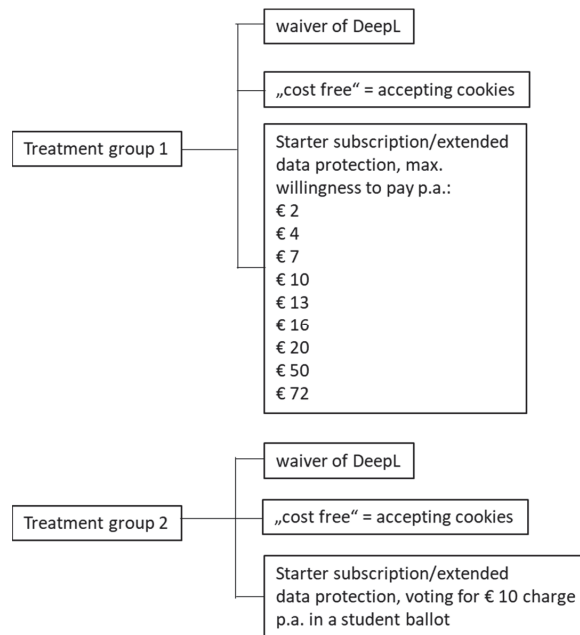 waiver of DeepL
„cost free“ = accepting cookies
Treatment group 1
Starter subscription/extended
data protection, max.
willingness to pay p.a.:
€ 2
€ 4
€ 7
€ 10
€ 13
€ 16
€ 20
€ 50
€ 72
waiver of DeepL
„cost free“ = accepting cookies
Treatment group 2
Starter subscription/extended
data protection, voting for € 10 charge
p.a. in a student ballot